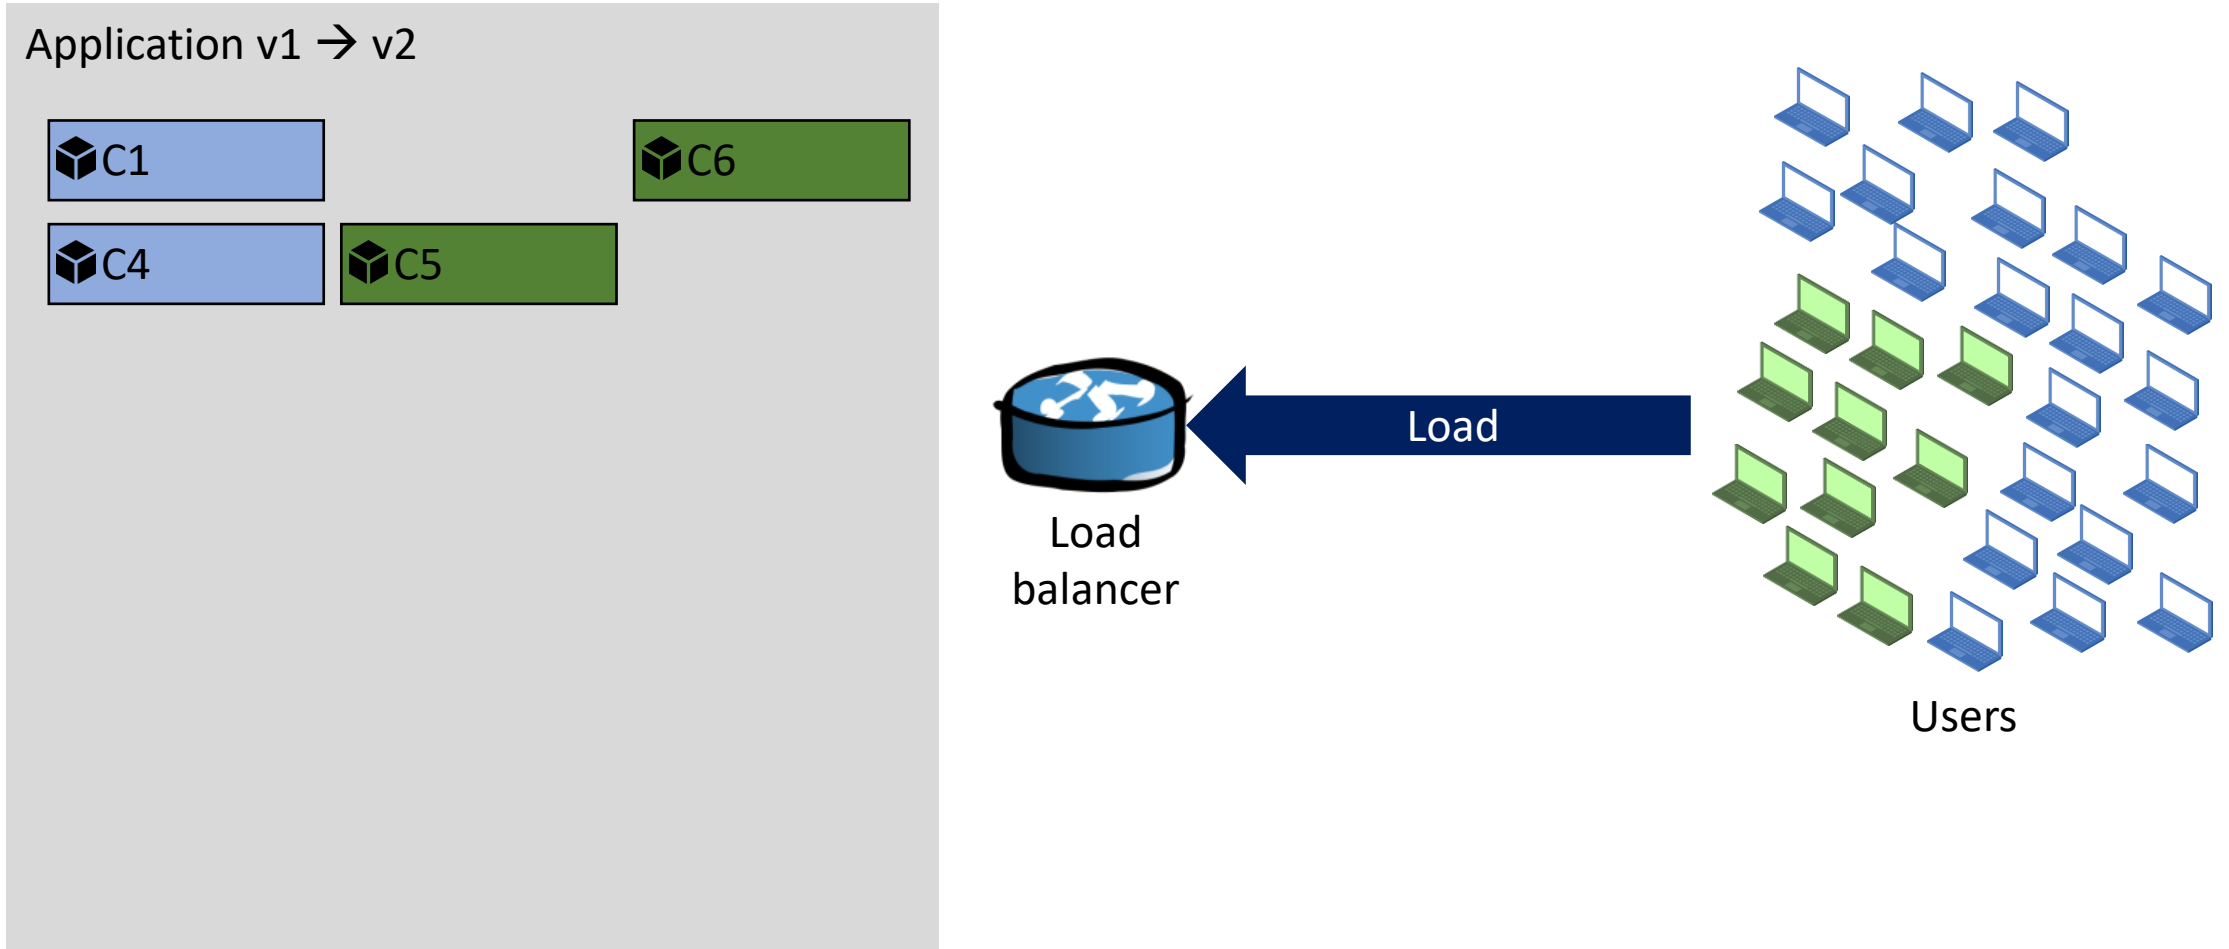 Application v1 → v2
C1
C6
C4
C5
Load
Load
balancer
Users